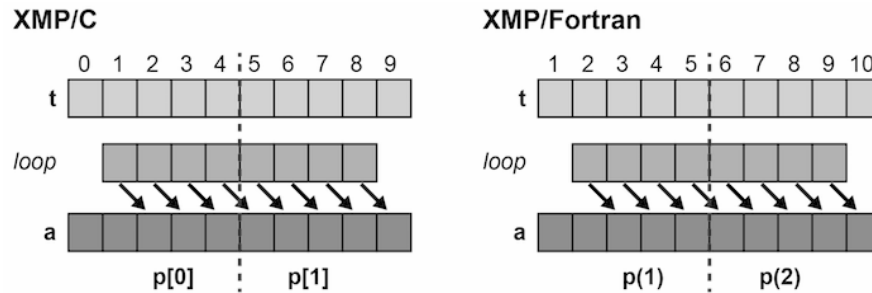 XMP/C
0 1 2 3 4 5 6 7 8 9
t
loop
a
p[0] p[1]
XMP/Fortran
1 2 3 4 5 6 7 8 9 10
t
loop
a
p(1) p(2)